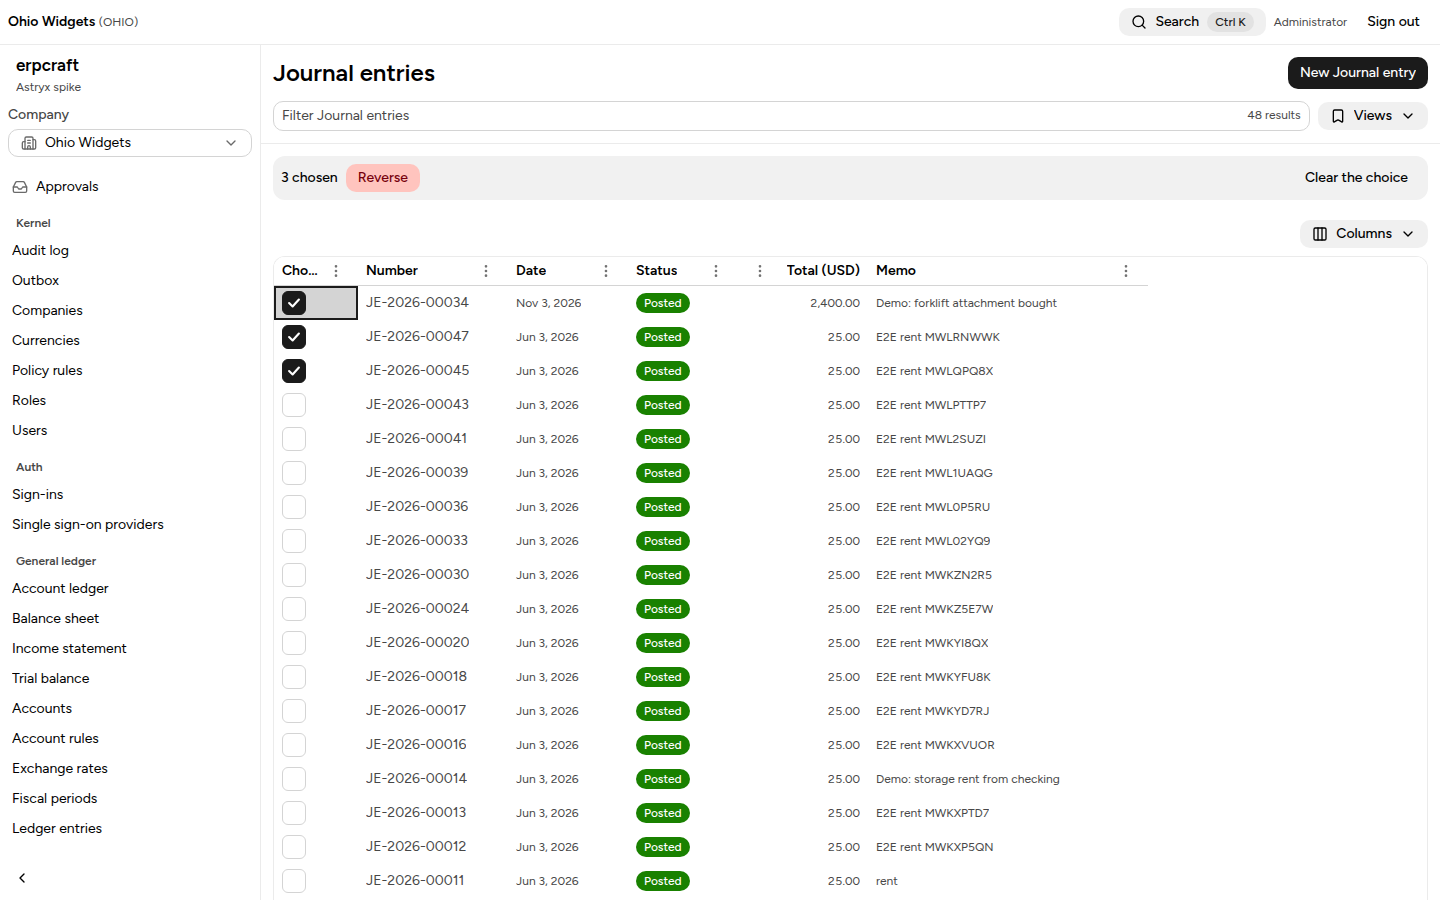 Ohio Widgets (OHIO)
Search Ctrl K Administrator Sign out
erpcraft
Astryx spike
Company
Ohio Widgets
Approvals
Kernel
Audit log
Outbox
Companies
Currencies
Policy rules
Roles
Users
Auth
Sign-ins
Single sign-on providers
General ledger
Account ledger
Balance sheet
Income statement
Trial balance
Accounts
Account rules
Exchange rates
Fiscal periods
Ledger entries
Journal entries
New Journal entry
Filter Journal entries 48 results Views
3 chosen Reverse Clear the choice
Columns
Cho... Number Date Status Total (USD) Memo
JE-2026-00034 Nov 3, 2026 Posted 2,400.00 Demo: forklift attachment bought
JE-2026-00047 Jun 3, 2026 Posted 25.00 E2E rent MWLRNWWK
JE-2026-00045 Jun 3, 2026 Posted 25.00 E2E rent MWLQPQ8X
JE-2026-00043 Jun 3, 2026 Posted 25.00 E2E rent MWLPTTP7
JE-2026-00041 Jun 3, 2026 Posted 25.00 E2E rent MWL2SUZI
JE-2026-00039 Jun 3, 2026 Posted 25.00 E2E rent MWL1UAQG
JE-2026-00036 Jun 3, 2026 Posted 25.00 E2E rent MWL0P5RU
JE-2026-00033 Jun 3, 2026 Posted 25.00 E2E rent MWL02YQ9
JE-2026-00030 Jun 3, 2026 Posted 25.00 E2E rent MWKZN2R5
JE-2026-00024 Jun 3, 2026 Posted 25.00 E2E rent MWKZ5E7W
JE-2026-00020 Jun 3, 2026 Posted 25.00 E2E rent MWKYI8QX
JE-2026-00018 Jun 3, 2026 Posted 25.00 E2E rent MWKYFU8K
JE-2026-00017 Jun 3, 2026 Posted 25.00 E2E rent MWKYD7RJ
JE-2026-00016 Jun 3, 2026 Posted 25.00 E2E rent MWKXVUOR
JE-2026-00014 Jun 3, 2026 Posted 25.00 Demo: storage rent from checking
JE-2026-00013 Jun 3, 2026 Posted 25.00 E2E rent MWKXPTD7
JE-2026-00012 Jun 3, 2026 Posted 25.00 E2E rent MWKXP5QN
JE-2026-00011 Jun 3, 2026 Posted 25.00 rent